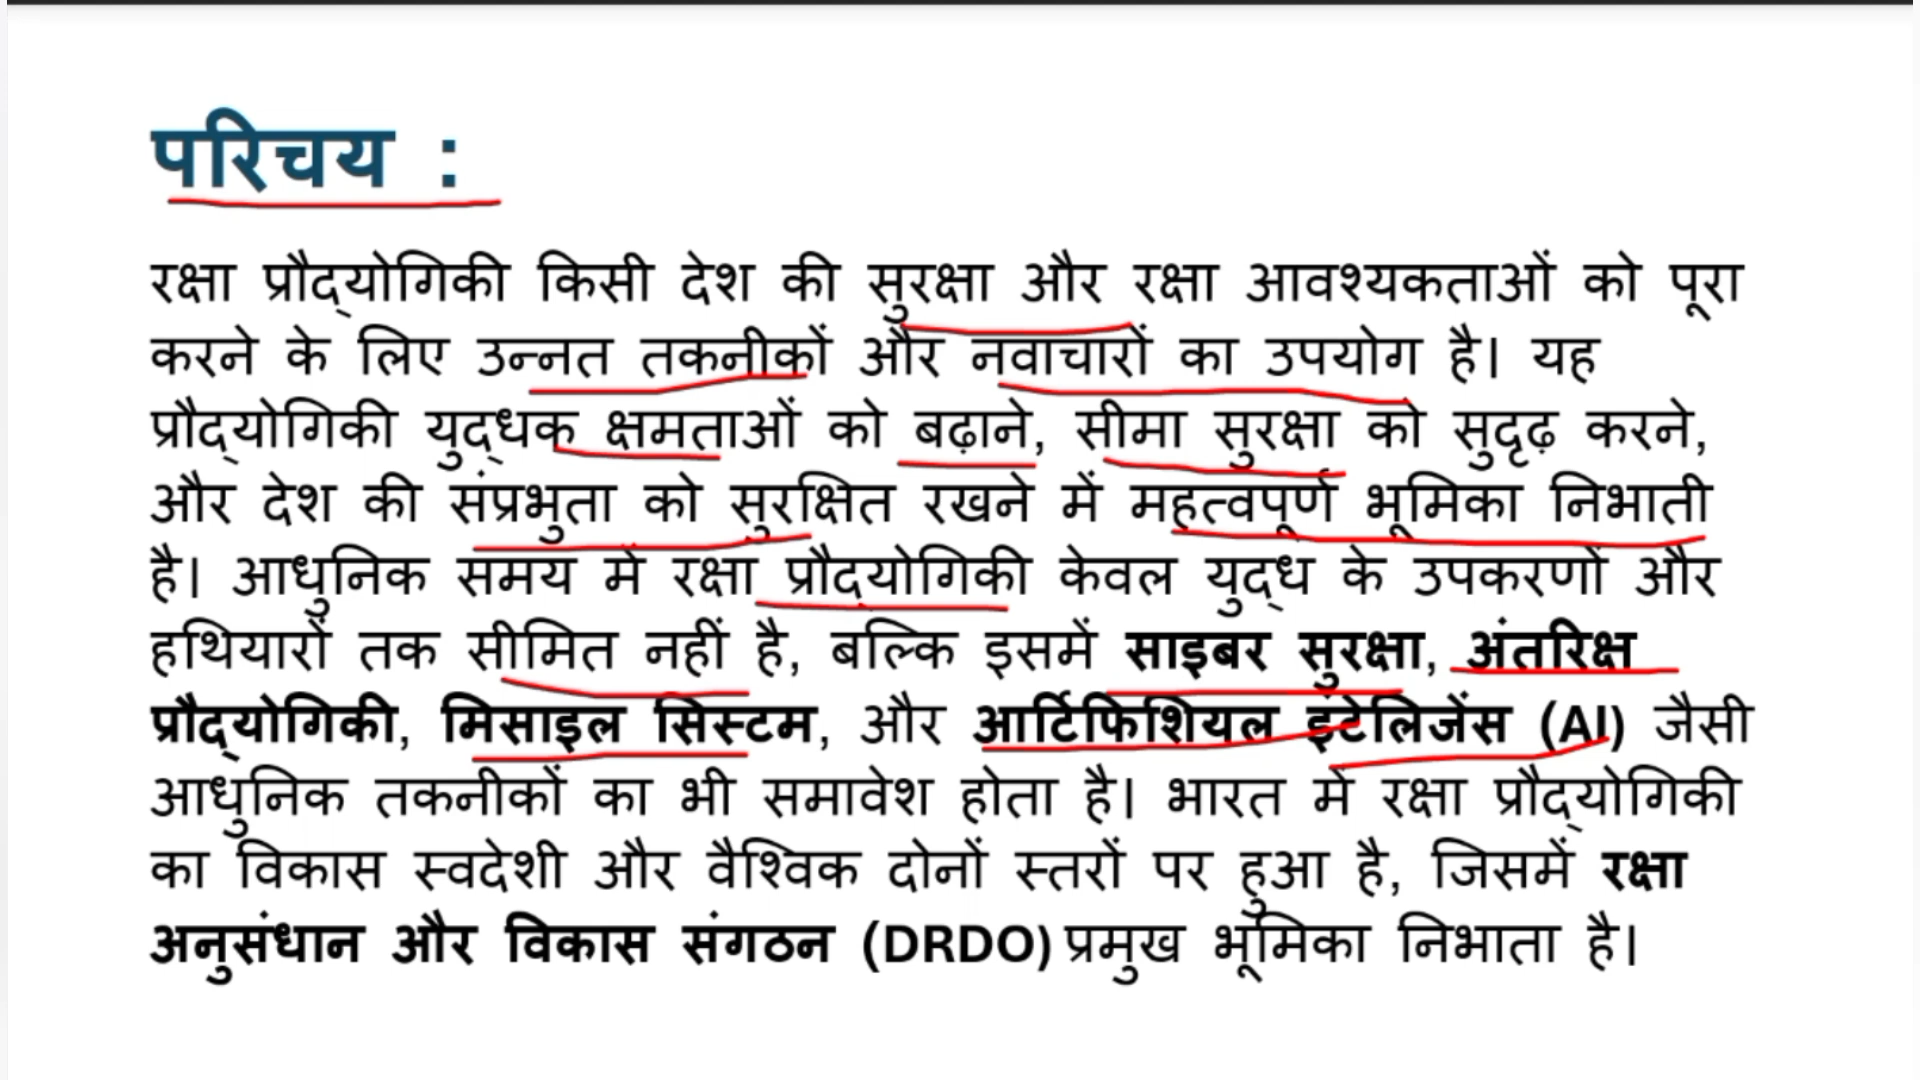 परिचय :
रक्षा प्रौद्योगिकी किसी देश की सुरक्षा और रक्षा आवश्यकताओं को पूरा
करने के लिए उन्नत तकनीकों और नवाचारों का उपयोग है। यह
प्रौद्योगिकी युद्धक क्षमताओं को बढ़ाने, सीमा सुरक्षा को सुदृढ़ करने,
और देश की संप्रभुता को सुरक्षित रखने में महत्वपूर्ण भूमिका निभाती
है। आधुनिक समय में रक्षा प्रौद्योगिकी केवल युद्ध के उपकरणों और
हथियारों तक सीमित नहीं है, बल्कि इसमें साइबर सुरक्षा, अंतरिक्ष
प्रौद्योगिकी, मिसाइल सिस्टम, और आर्टिफिशियल इंटेलिजेंस (AI) जैसी
आधुनिक तकनीकों का भी समावेश होता है। भारत में रक्षा प्रौद्योगिकी
का विकास स्वदेशी और वैश्विक दोनों स्तरों पर हुआ है, जिसमें रक्षा
अनुसंधान और विकास संगठन (DRDO) प्रमुख भूमिका निभाता है।